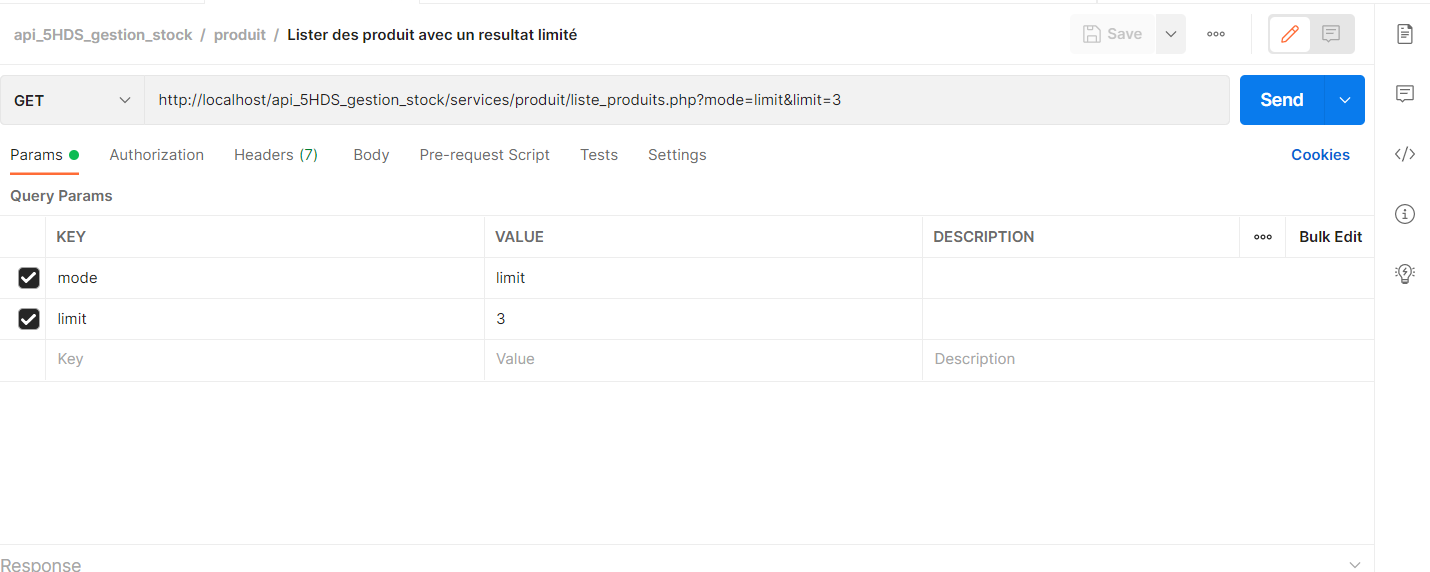 api_5HDS_gestion_stock / produit / Lister des produit avec un resultat limité
Save
GET
http://localhost/api_5HDS_gestion_stock/services/produit/liste_produits.php?mode=limit&limit=3
Send
Params Authorization Headers (7) Body Pre-request Script Tests Settings Cookies
Query Params
KEY VALUE DESCRIPTION Bulk Edit
mode limit
limit 3
Key Value Description
Response